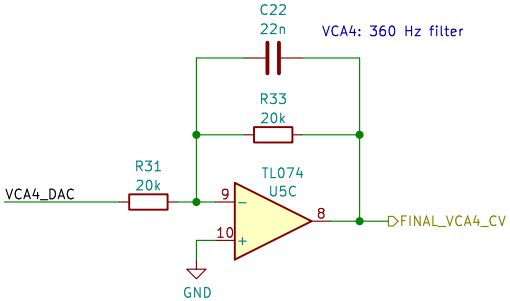 C22
22n
VCA4: 360 Hz filter
R33
20k
R31
20k
TL074
U5C
VCA4_DAC
9
8
10
FINAL_VCA4_CV
GND